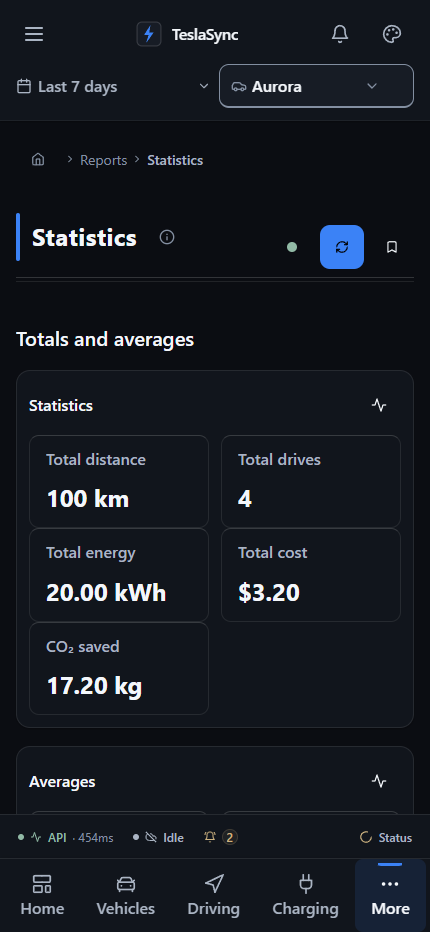 TeslaSync
Last 7 days
Aurora
Reports
Statistics
Statistics
Totals and averages
Statistics
Total distance
100 km
Total drives
4
Total energy
20.00 kWh
Total cost
$3.20
CO₂ saved
17.20 kg
Averages
API · 454ms
Idle
2
Status
Home
Vehicles
Driving
Charging
More